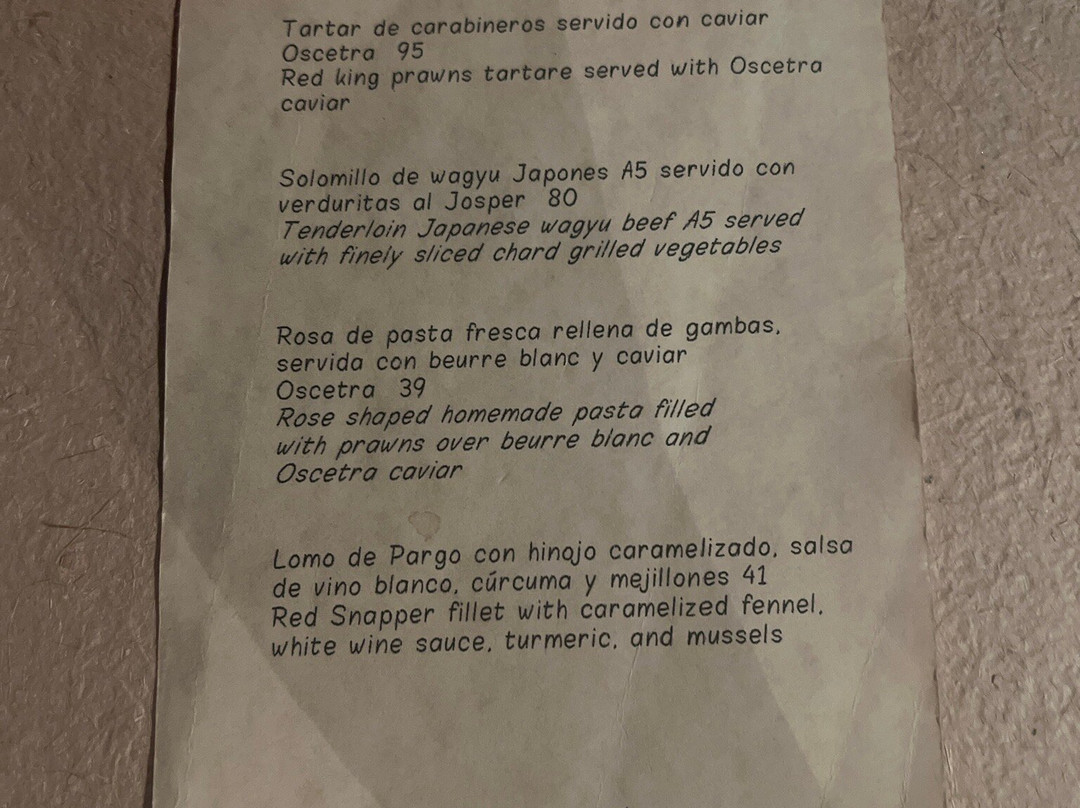 Tartar de carabineros servido con caviar
Oscetra 95
Red king prawns tartare served with Oscetra
caviar
Solomillo de wagyu Japones A5 servido con
verduritas al Josper 80
Tenderloin Japanese wagyu beef A5 served
with finely sliced chard grilled vegetables
Rosa de pasta fresca rellena de gambas,
servida con beurre blanc y caviar
Oscetra 39
Rose shaped homemade pasta filled
with prawns over beurre blanc and
Oscetra caviar
Lomo de Pargo con hinojo caramelizado, salsa
de vino blanco, cúrcuma y mejillones 41
Red Snapper fillet with caramelized fennel,
white wine sauce, turmeric, and mussels